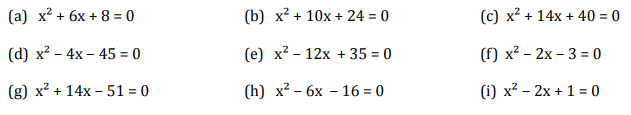 (a) x² + 6x + 8 = 0 (b) x² + 10x + 24 = 0 (c) x² + 14x + 40 = 0
(d) x² – 4x – 45 = 0 (e) x² – 12x + 35 = 0 (f) x² – 2x – 3 = 0
(g) x² + 14x – 51 = 0 (h) x² – 6x – 16 = 0 (i) x² – 2x + 1 = 0